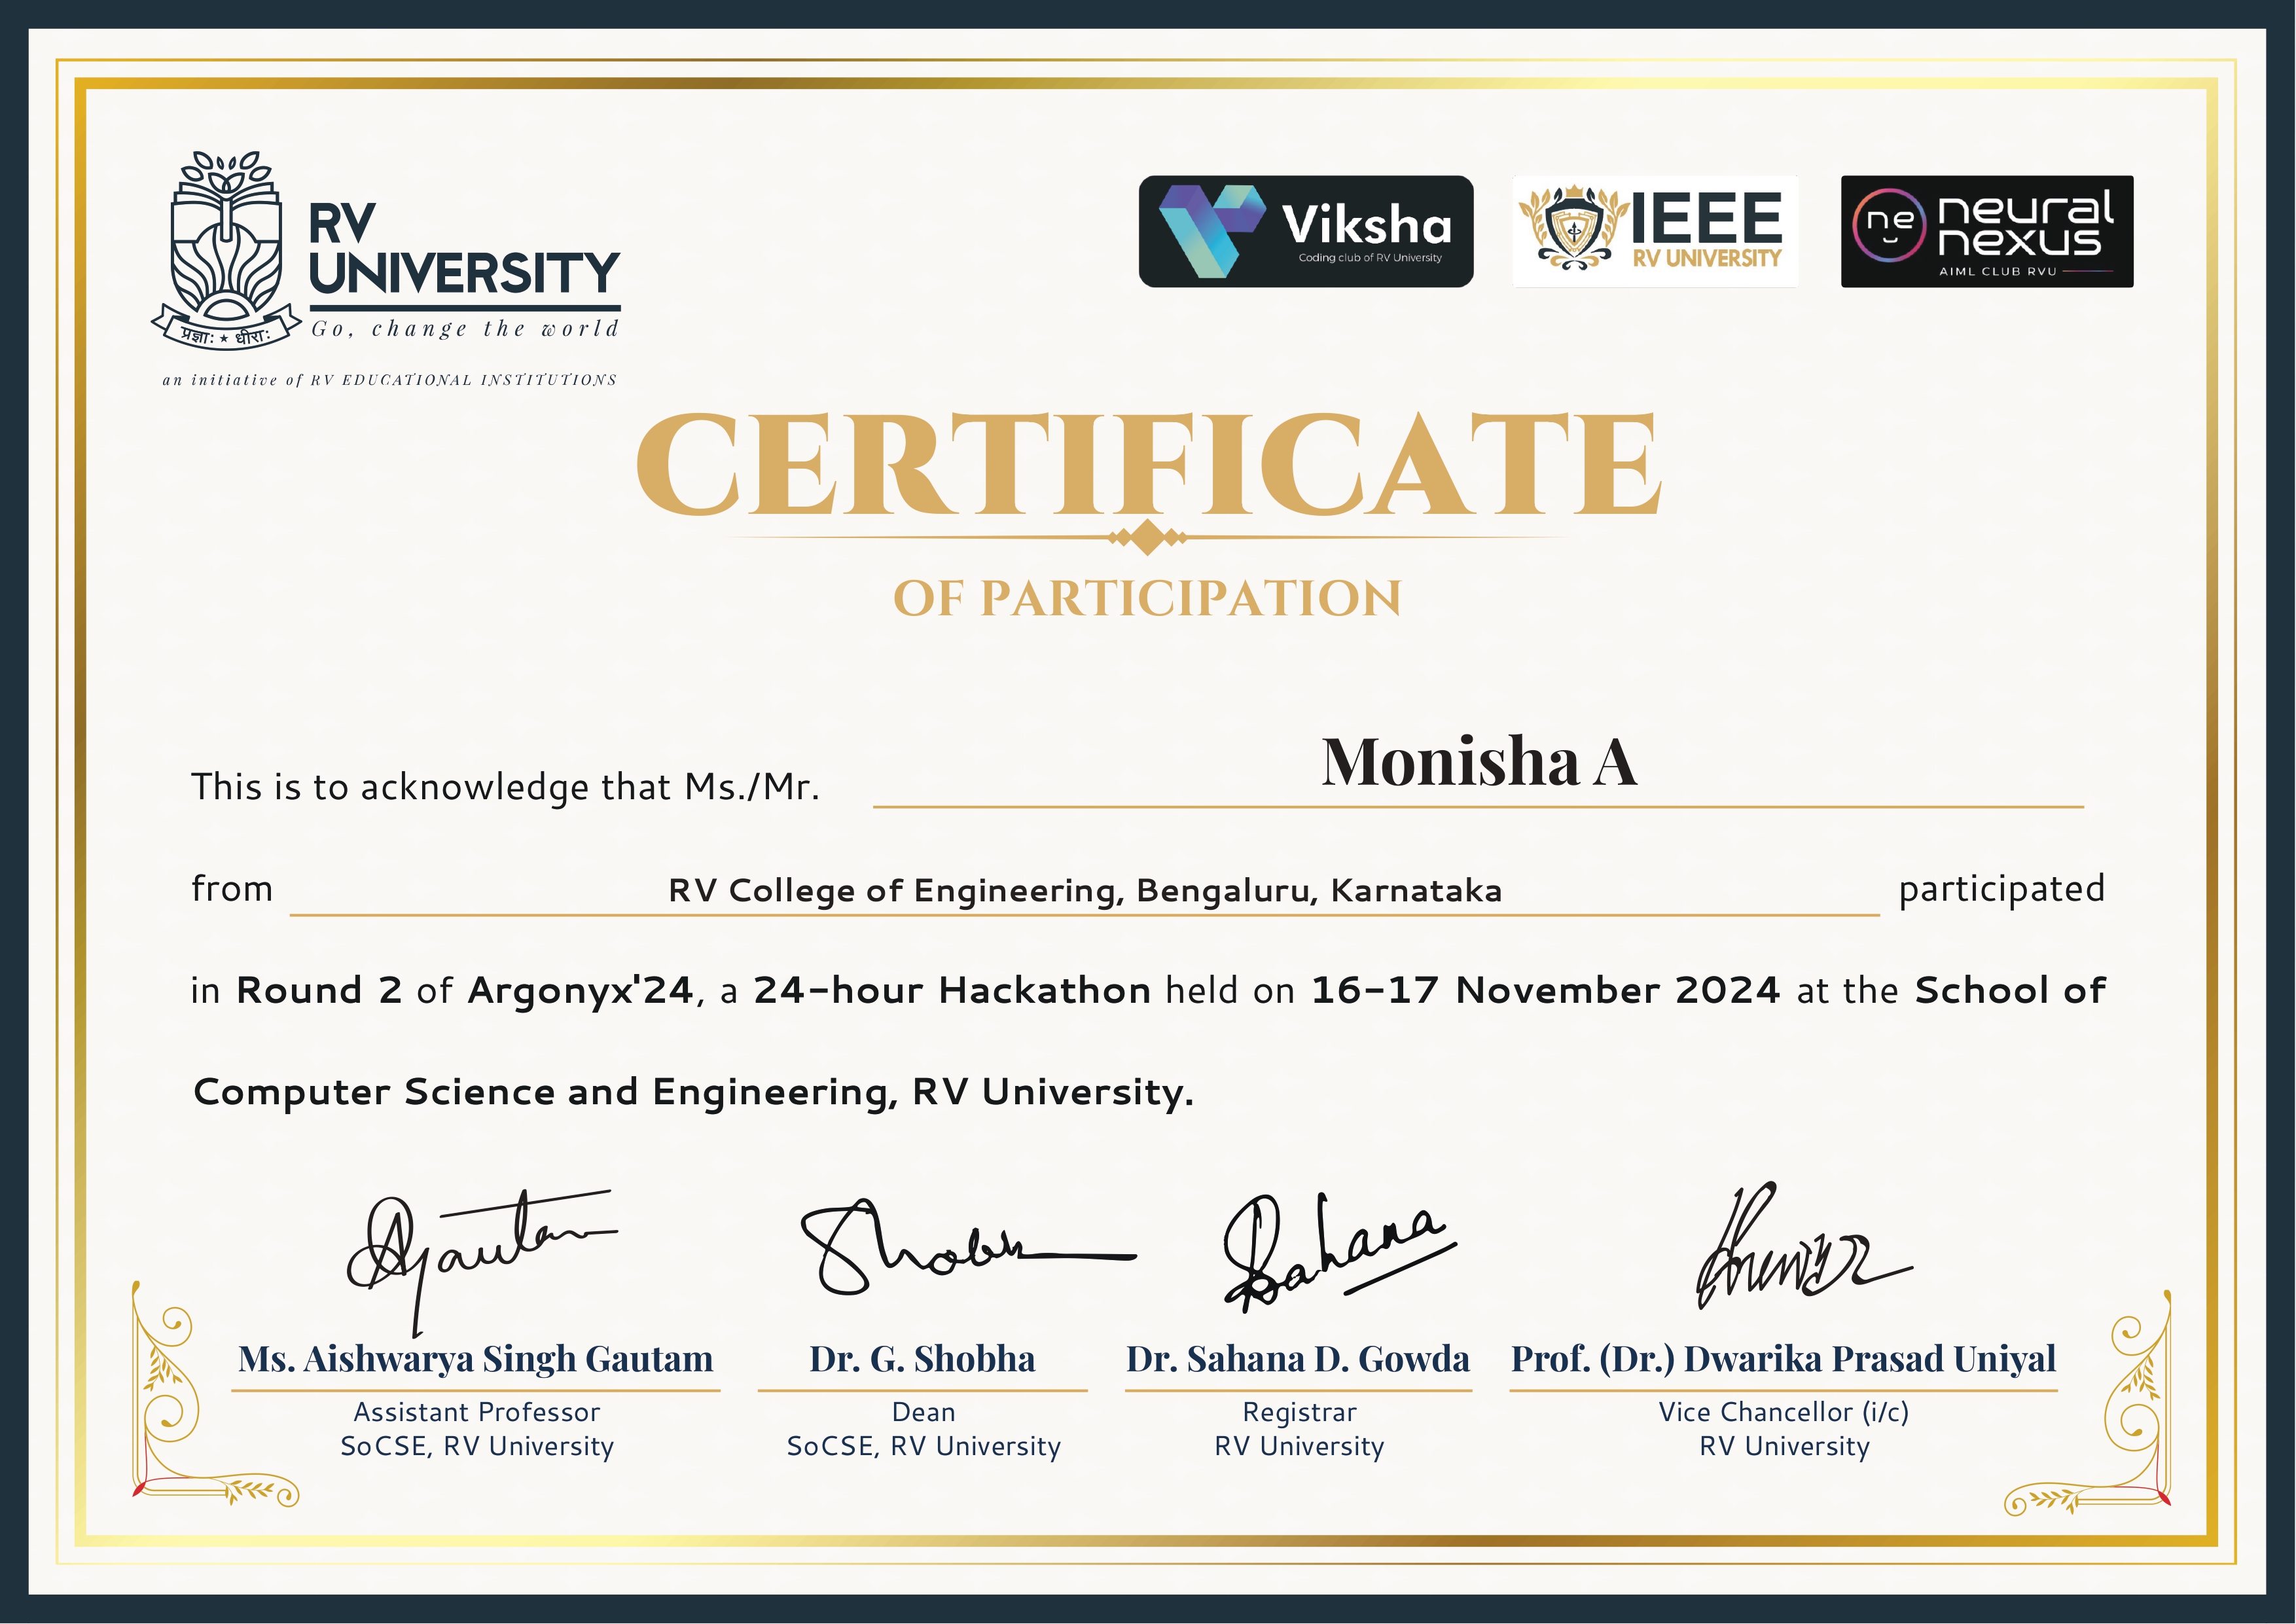 RV
UNIVERSITY
Go, change the world
प्रज्ञाः ★ धीराः
an initiative of RV EDUCATIONAL INSTITUTIONS
Viksha
Coding club of RV University
IEEE
RV UNIVERSITY
ne
neural
nexus
AIML CLUB RVU
CERTIFICATE
OF PARTICIPATION
This is to acknowledge that Ms./Mr. Monisha A
from RV College of Engineering, Bengaluru, Karnataka participated
in Round 2 of Argonyx'24, a 24-hour Hackathon held on 16-17 November 2024 at the School of
Computer Science and Engineering, RV University.
Gautam Shobha Sahana
Ms. Aishwarya Singh Gautam Dr. G. Shobha Dr. Sahana D. Gowda Prof. (Dr.) Dwarika Prasad Uniyal
Assistant Professor Dean Registrar Vice Chancellor (i/c)
SoCSE, RV University SoCSE, RV University RV University RV University